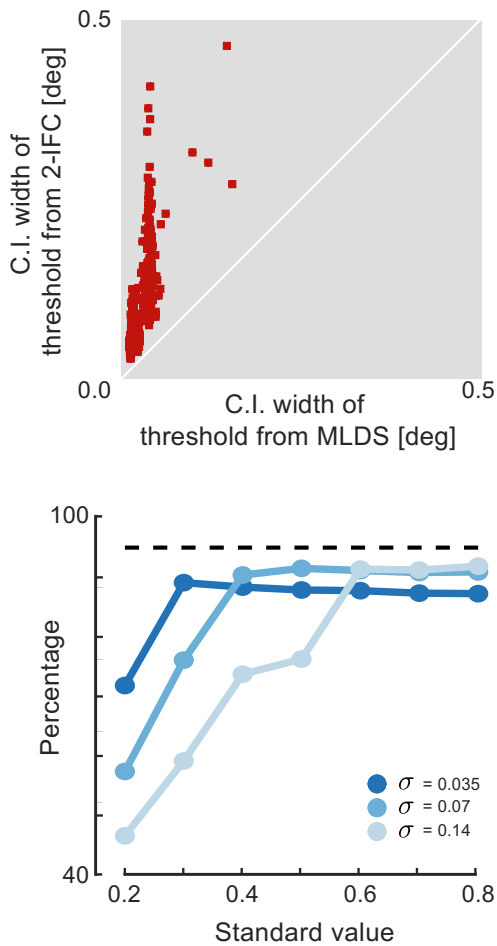 0.5
C.I. width of
threshold from 2-IFC [deg]
0.0
0.5
C.I. width of
threshold from MLDS [deg]
100
Percentage
40
σ = 0.035
σ = 0.07
σ = 0.14
0.2
0.3
0.4
0.5
0.6
0.7
0.8
Standard value